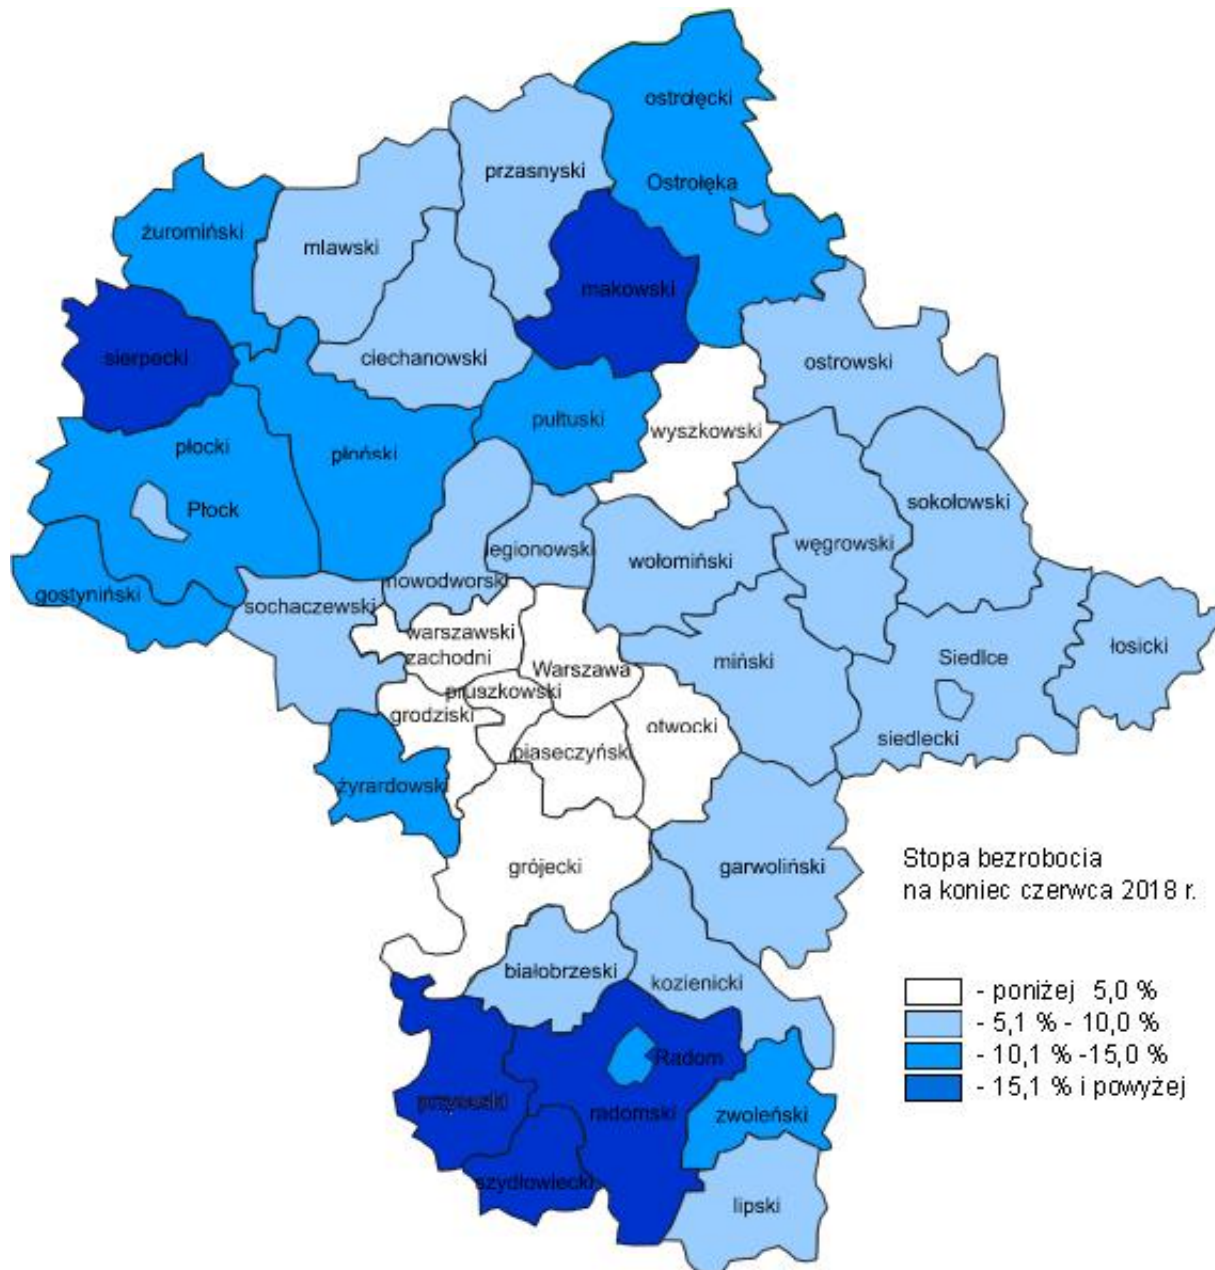 ostrołęcki
przasnyski
Ostrołęka
żuromiński
mlawski
makowski
sierpecki
ciechanowski
ostrowski
pułtuski
wyszkowski
płocki
płoński
Płock
sokołowski
węgrowski
legionowski
wołomiński
nowodworski
gostyniński
sochaczewski
warszawski
zachodni
Warszawa
miński
Siedlce
łosicki
pruszkowski
grodziski
otwocki
siedlecki
piaseczyński
żyrardowski
grójecki
garwoliński
Stopa bezrobocia
na koniec czerwca 2018 r.
białobrzeski
kozienicki
- poniżej 5,0 %
- 5,1 % - 10,0 %
- 10,1 % -15,0 %
- 15,1 % i powyżej
Radom
radomski
zwoleński
szydłowiecki
lipski